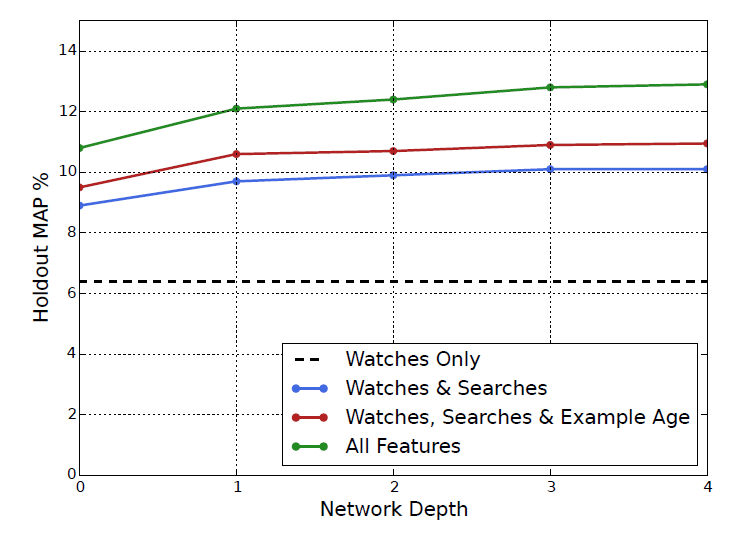 14
12
10
8
6
4
2
0
Holdout MAP %
Watches Only
Watches & Searches
Watches, Searches & Example Age
All Features
0 1 2 3 4
Network Depth